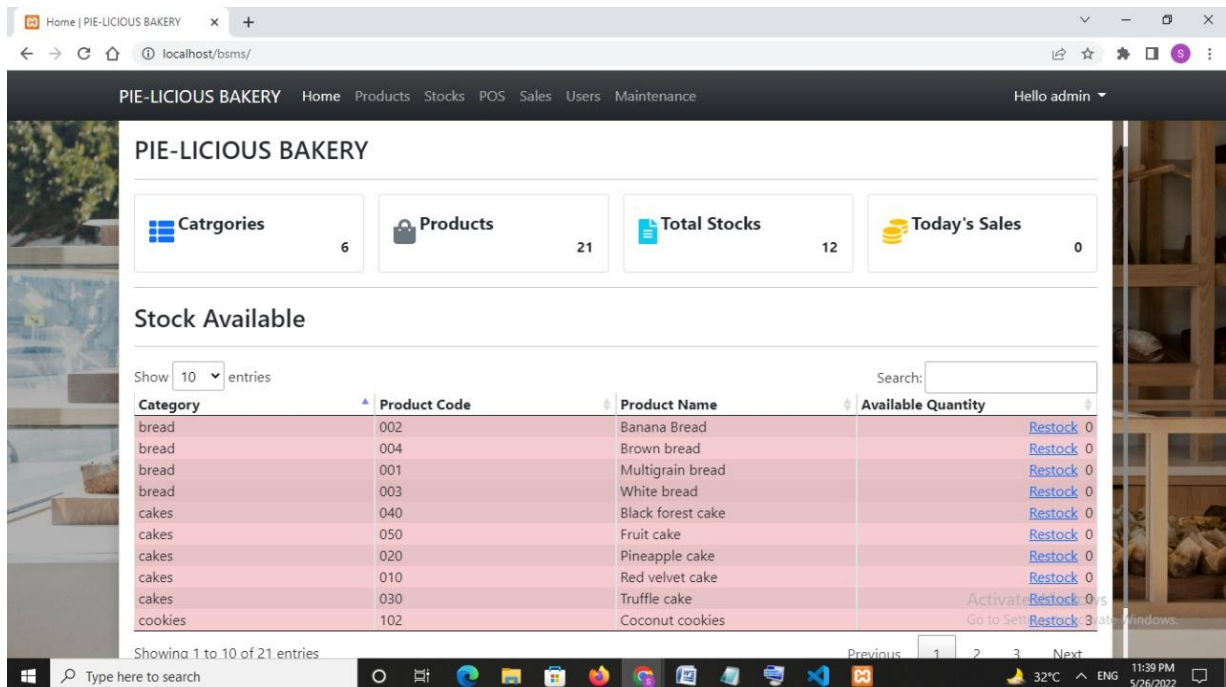 Home | PIE-LICIOUS BAKERY
localhost/bsms/
S
PIE-LICIOUS BAKERY Home Products Stocks POS Sales Users Maintenance Hello admin
PIE-LICIOUS BAKERY
Catrgories 6 Products 21 Total Stocks 12 Today's Sales 0
Stock Available
Show 10 entries Search:
Category Product Code Product Name Available Quantity
bread 002 Banana Bread Restock 0
bread 004 Brown bread Restock 0
bread 001 Multigrain bread Restock 0
bread 003 White bread Restock 0
cakes 040 Black forest cake Restock 0
cakes 050 Fruit cake Restock 0
cakes 020 Pineapple cake Restock 0
cakes 010 Red velvet cake Restock 0
cakes 030 Truffle cake Restock
cookies 102 Coconut cookies Restock
Showing 1 to 10 of 21 entries Previous 1 2 3 Next
Type here to search 32°C ENG 11:39 PM
5/26/2022